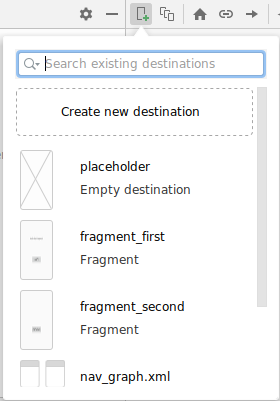 Search existing destinations
Create new destination
placeholder
Empty destination
fragment_first
Fragment
fragment_second
Fragment
nav_graph.xml